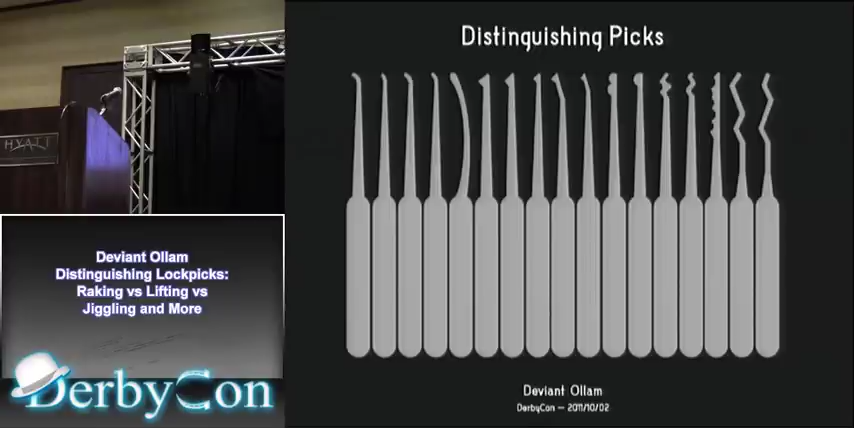 Distinguishing Picks
HYATT
Deviant Ollam
Distinguishing Lockpicks:
Raking vs Lifting vs
Jiggling and More
DerbyCon
Deviant Ollam
DerbyCon — 2011/10/02